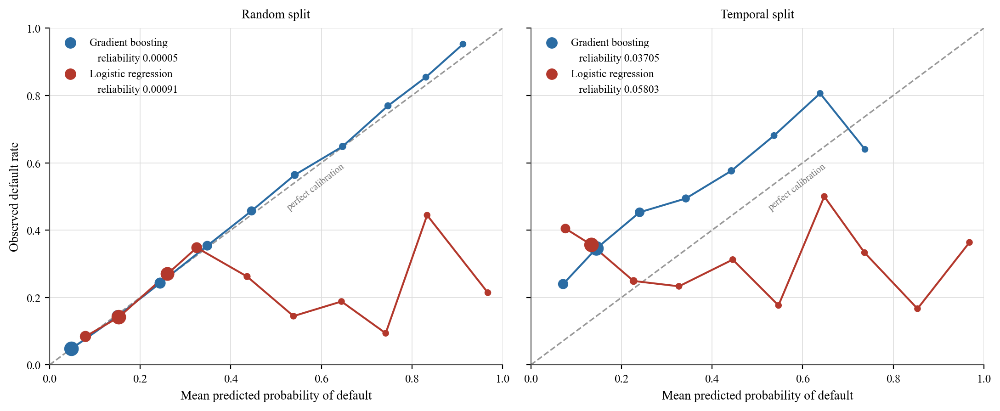 Random split
Gradient boosting
reliability 0.00005
Logistic regression
reliability 0.00091
perfect calibration
Observed default rate
1.0
0.8
0.6
0.4
0.2
0.0
0.0 0.2 0.4 0.6 0.8 1.0
Mean predicted probability of default
Temporal split
Gradient boosting
reliability 0.03705
Logistic regression
reliability 0.05803
perfect calibration
0.0 0.2 0.4 0.6 0.8 1.0
Mean predicted probability of default